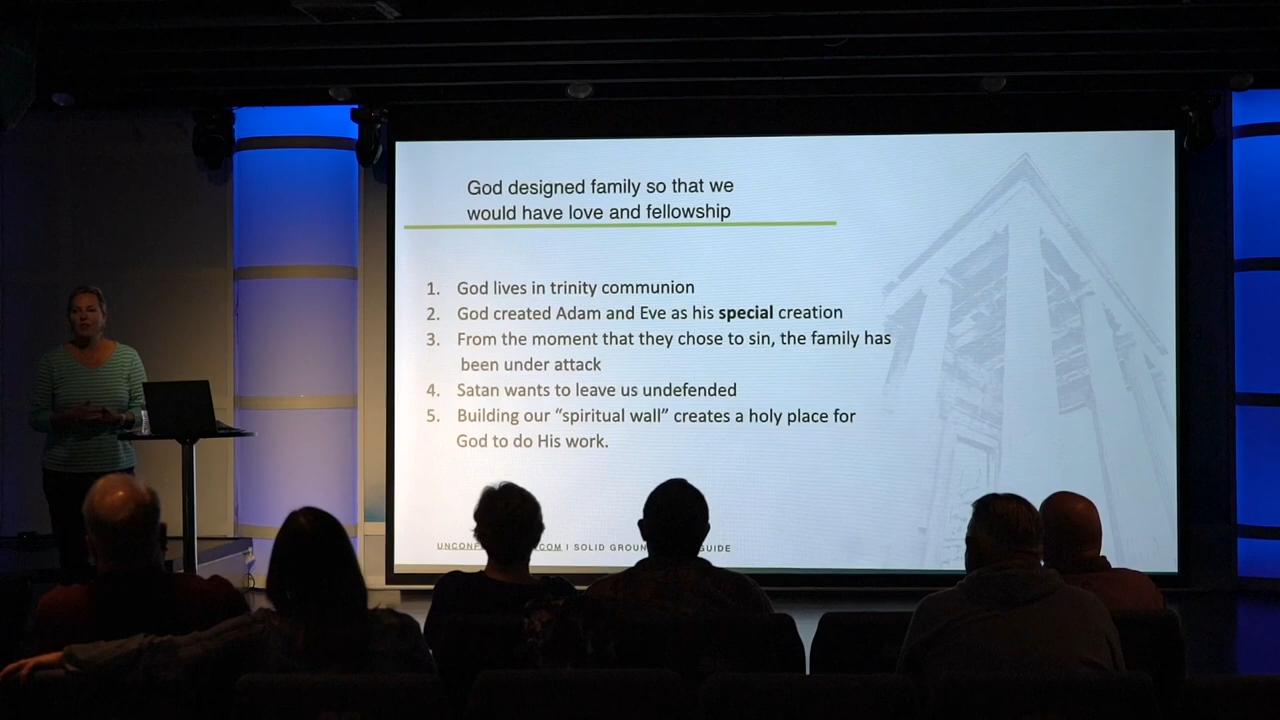 God designed family so that we
would have love and fellowship
1. God lives in trinity communion
2. God created Adam and Eve as his special creation
3. From the moment that they chose to sin, the family has
been under attack
4. Satan wants to leave us undefended
5. Building our “spiritual wall” creates a holy place for
God to do His work.
COM | SOLID GUIDE